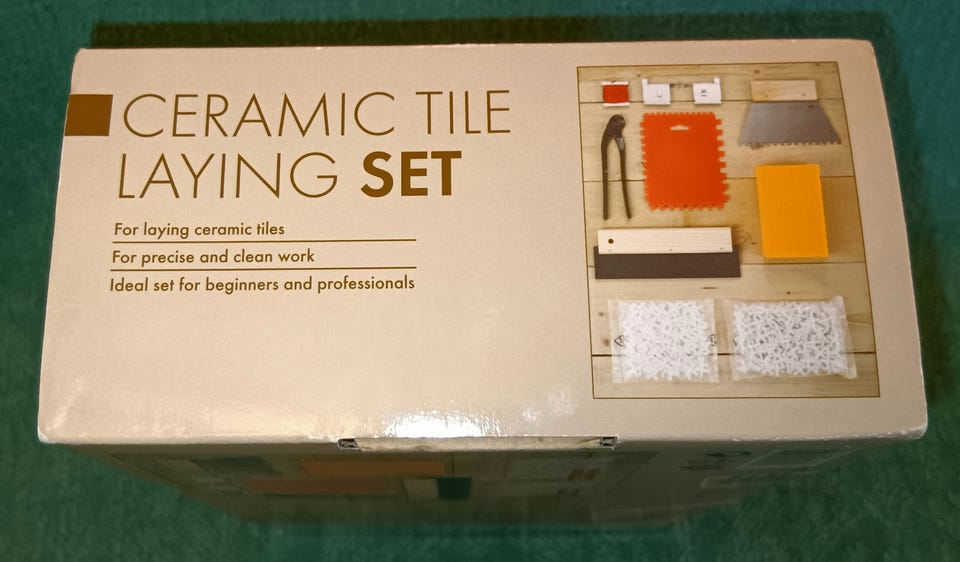 CERAMIC TILE
LAYING SET
For laying ceramic tiles
For precise and clean work
Ideal set for beginners and professionals